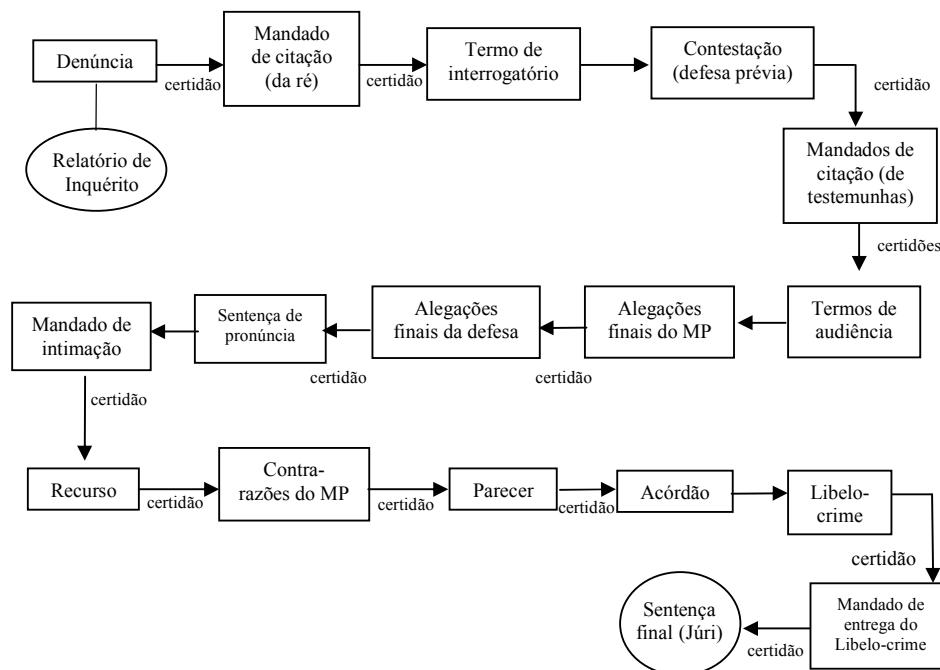 Denúncia
certidão
Mandado
de citação
(da ré)
certidão
Termo de
interrogatório
Contestação
(defesa prévia)
certidão
Relatório de
Inquérito
Mandados de
citação (de
testemunhas)
certidões
Mandado de
intimação
Sentença de
pronúncia
Alegações
finais da defesa
Alegações
finais do MP
Termos de
audiência
certidão
certidão
certidão
Recurso
certidão
Contra-
razões do MP
certidão
Parecer
certidão
Acórdão
Libelo-
crime
certidão
Sentença
final (Júri)
certidão
Mandado de
entrega do
Libelo-crime